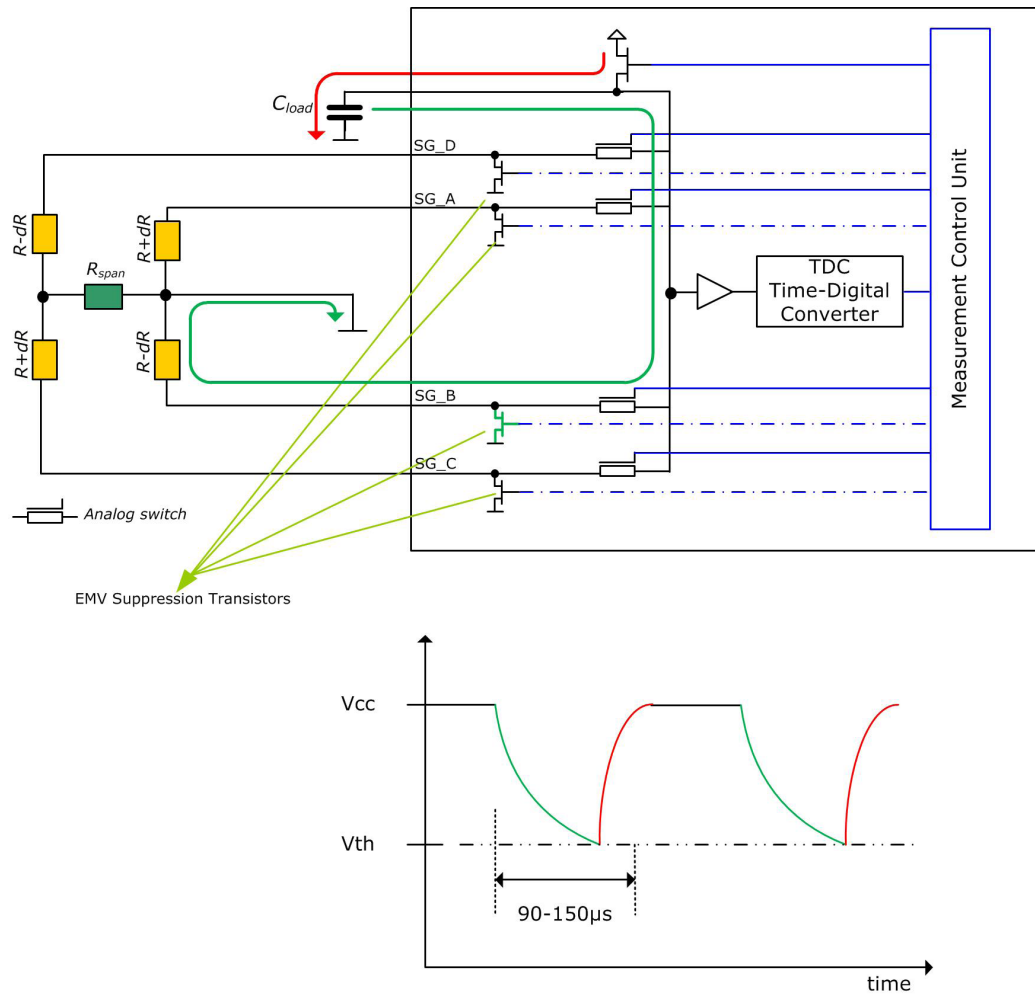 Cload
SG_D
SG_A
R-dR
R+dR
Rspan
TDC
Time-Digital
Converter
Measurement Control Unit
R+dR
R-dR
SG_B
SG_C
Analog switch
EMV Suppression Transistors
Vcc
Vth
90-150µs
time